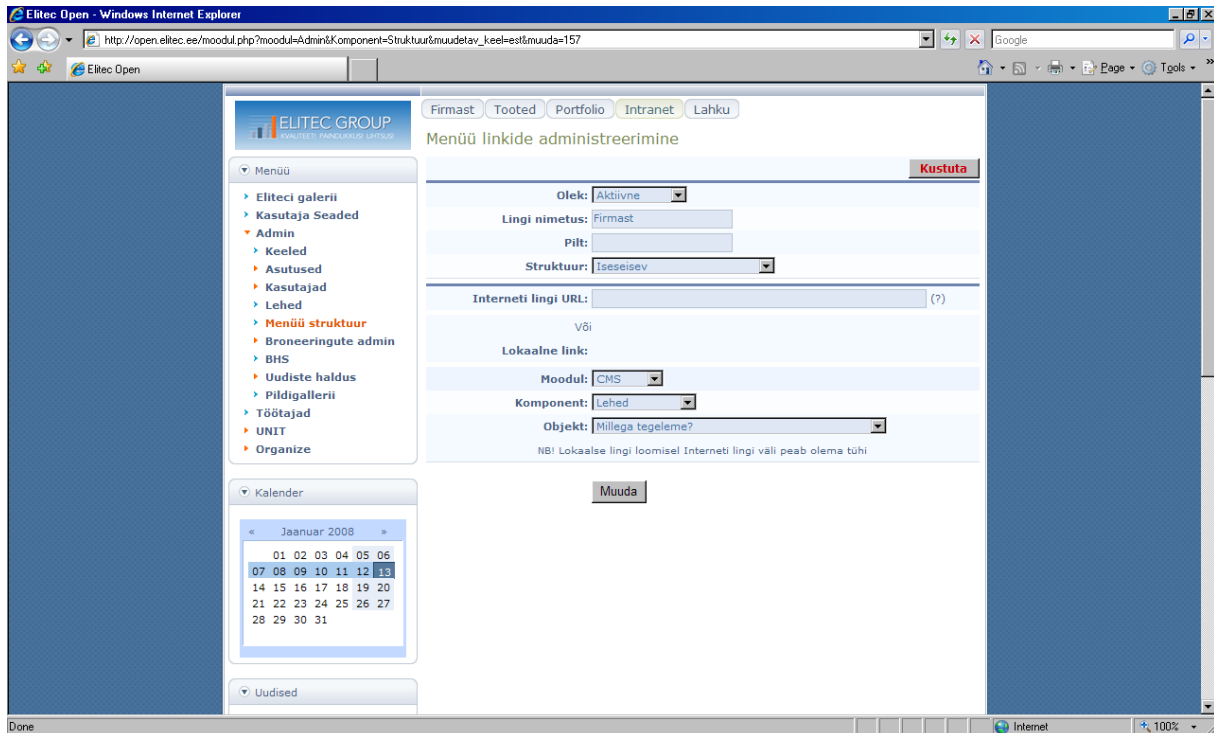 Elitec Open - Windows Internet Explorer
http://open.elitec.ee/moodul.php?moodul=Admin&Komponent=Struktuur&muudetav_keel=est&muuda=157
Google
Elitec Open
Page
Tools
»
ELITEC GROUP
KVALITEETI PAINDLIKKUSI LIHTSUSI
Firmast
Tooted
Portfolio
Intranet
Lahku
Menüü linkide administreerimine
Kustuta
Menüü
Eliteci galerii
Kasutaja Seaded
Admin
Keeled
Asutused
Kasutajad
Lehed
Menüü struktuur
Broneeringute admin
BHS
Uudiste haldus
Pildigallerii
Töötajad
UNIT
Organize
Olek: Aktiivne
Lingi nimetus: Firmast
Pilt:
Struktuur: Iseseisev
Interneti lingi URL: (?)
Või
Lokaalne link:
Moodul: CMS
Komponent: Lehed
Objekt: Millega tegeleme?
NB! Lokaalse lingi loomisel Interneti lingi väli peab olema tühi
Muuda
Kalender
« Jaanuar 2008 »
01 02 03 04 05 06
07 08 09 10 11 12 13
14 15 16 17 18 19 20
21 22 23 24 25 26 27
28 29 30 31
Uudised
Done
Internet
100%